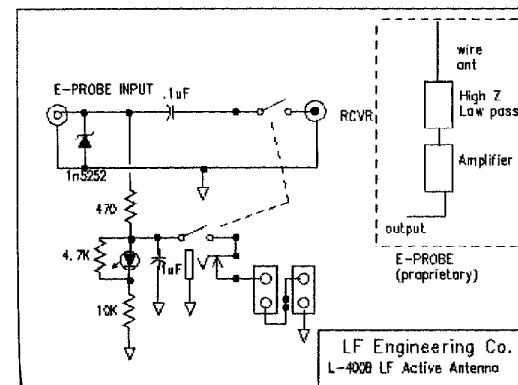 E-PROBE INPUT
.1uF
RCVR
1n5252
470
4.7K
.1uF
10K
wire
ant
High Z
Low pass
Amplifier
output
E-PROBE
(proprietary)
LF Engineering Co.
L-400B LF Active Antenna